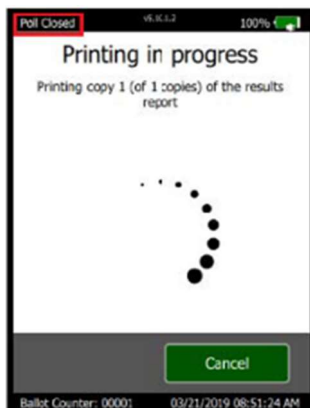 Poll Closed
100%
Printing in progress
Printing copy 1 (of 1 copies) of the results
report
Cancel
Ballot Counter: 00001 03/21/2019 08:51:24 AM